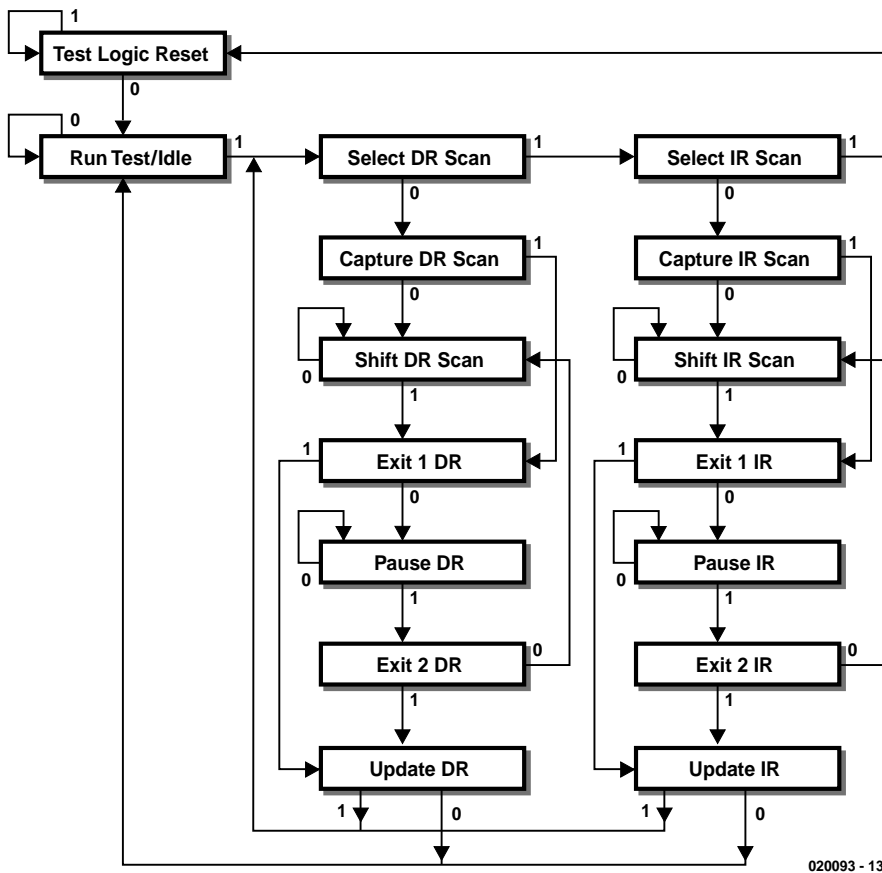 1
Test Logic Reset
0
0
Run Test/Idle
1
Select DR Scan
1
Select IR Scan
1
0
0
Capture DR Scan
1
Capture IR Scan
1
0
0
Shift DR Scan
Shift IR Scan
0
0
1
1
1
Exit 1 DR
1
Exit 1 IR
0
0
Pause DR
Pause IR
0
0
1
1
Exit 2 DR
0
Exit 2 IR
0
1
1
Update DR
Update IR
1
0
1
0
020093 - 13